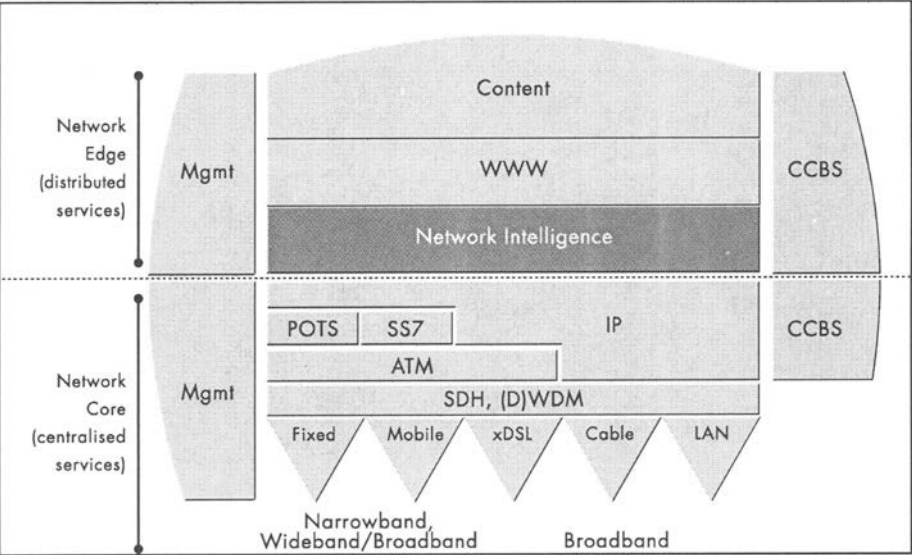 Content
Network
Edge
(distributed
services)
Mgmt
WWW
CCBS
Network Intelligence
POTS
SS7
IP
CCBS
ATM
Network
Core
(centralised
services)
Mgmt
SDH, (D)WDM
Fixed
Mobile
xDSL
Cable
LAN
Narrowband,
Wideband/Broadband
Broadband